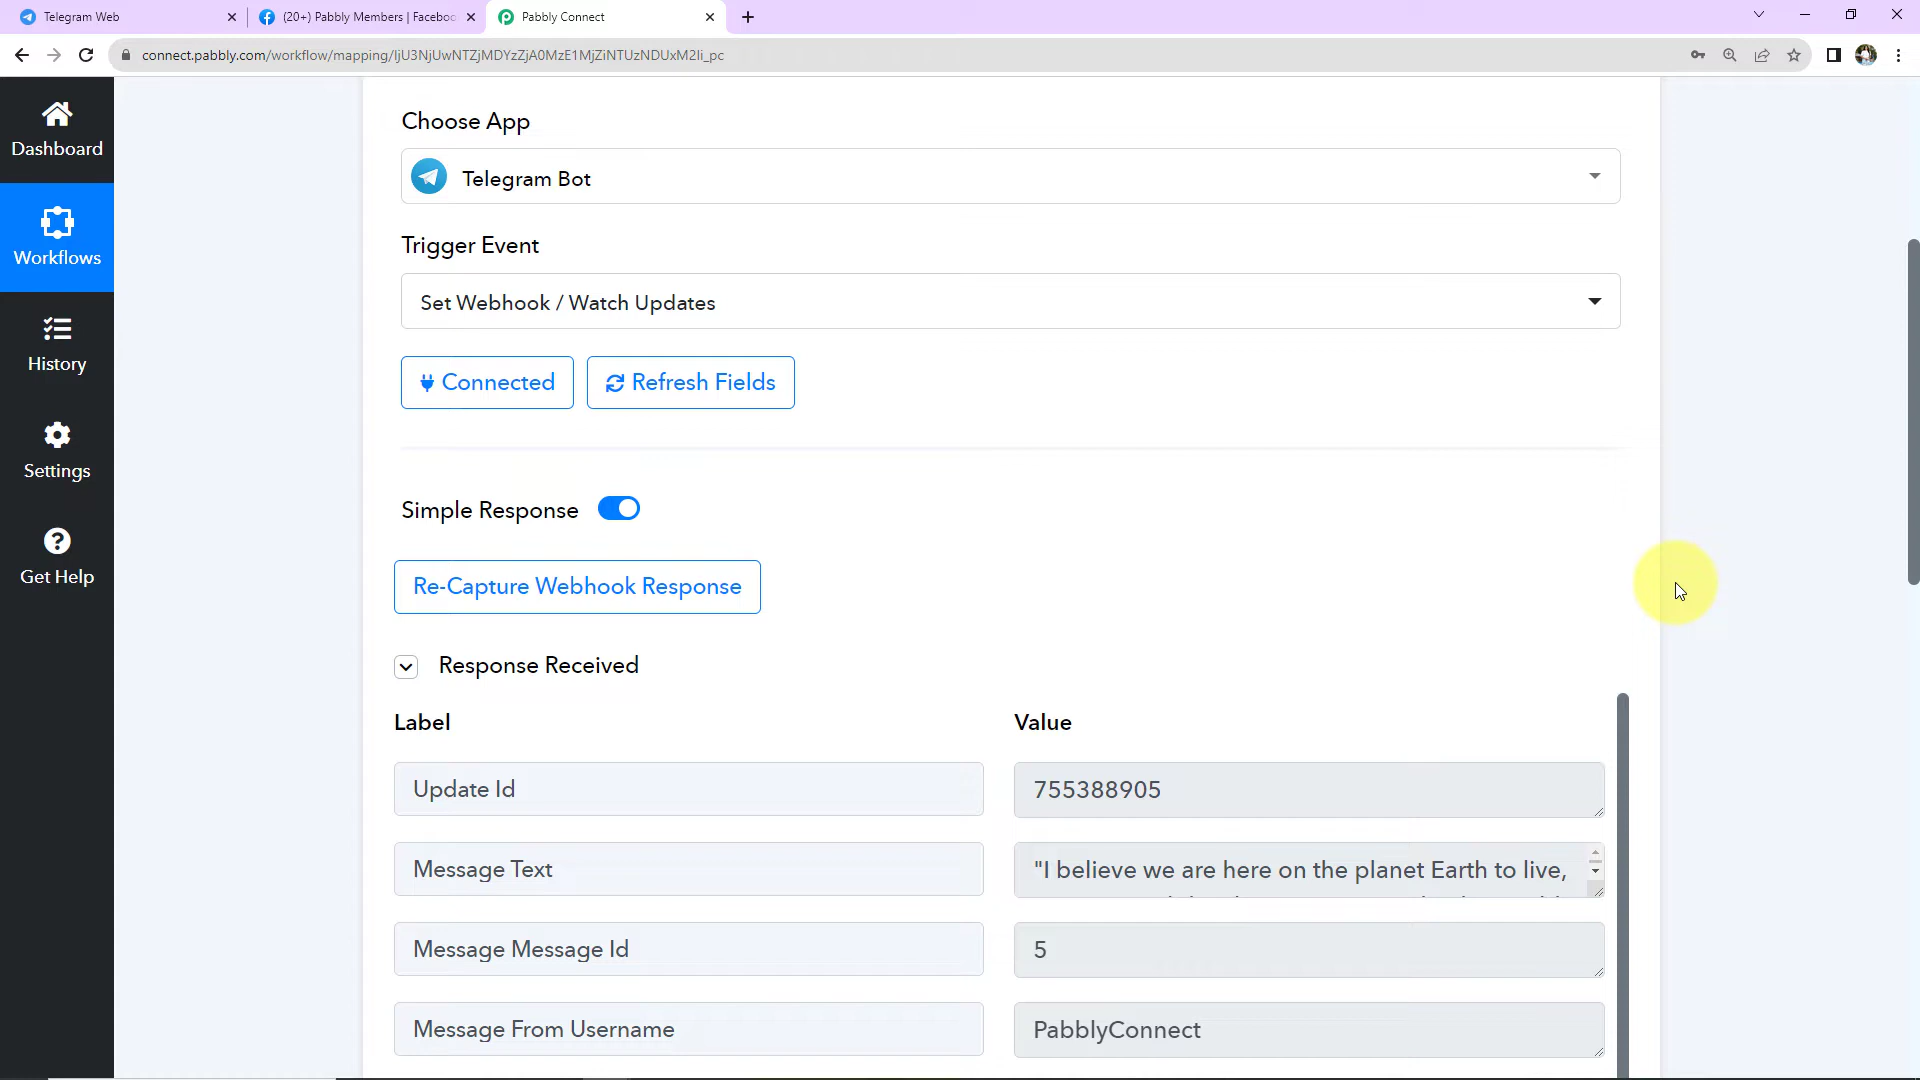 Telegram Web
(20+) Pabbly Members | Faceboo
Pabbly Connect
connect.pabbly.com/workflow/mapping/IjU3NjUwNTZjMDYzZjA0MzE1MjZiNTUzNDUxM2Ii_pc
Dashboard
Workflows
History
Settings
Get Help
Choose App
Telegram Bot
Trigger Event
Set Webhook / Watch Updates
Connected
Refresh Fields
Simple Response
Re-Capture Webhook Response
Response Received
Label
Value
Update Id
755388905
Message Text
"I believe we are here on the planet Earth to live,
Message Message Id
5
Message From Username
PabblyConnect